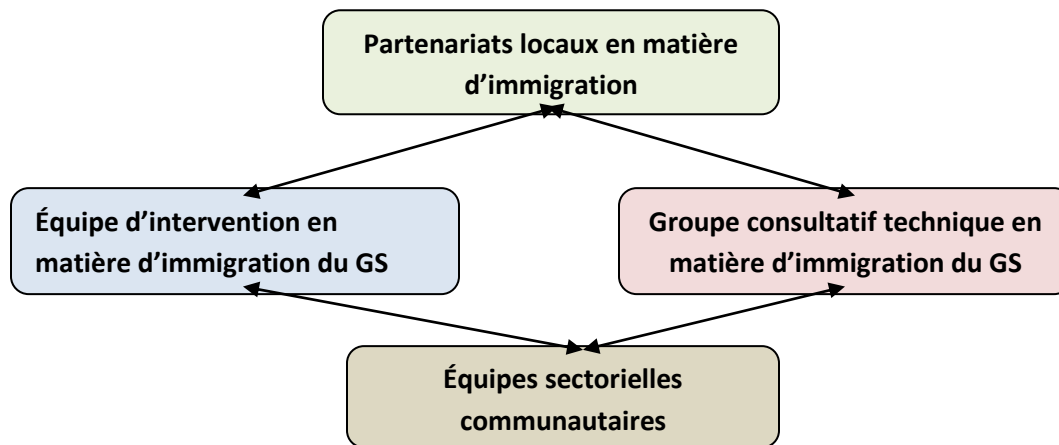 Partenariats locaux en matière
d’immigration
Équipe d’intervention en
matière d’immigration du GS
Groupe consultatif technique en
matière d’immigration du GS
Équipes sectorielles
communautaires